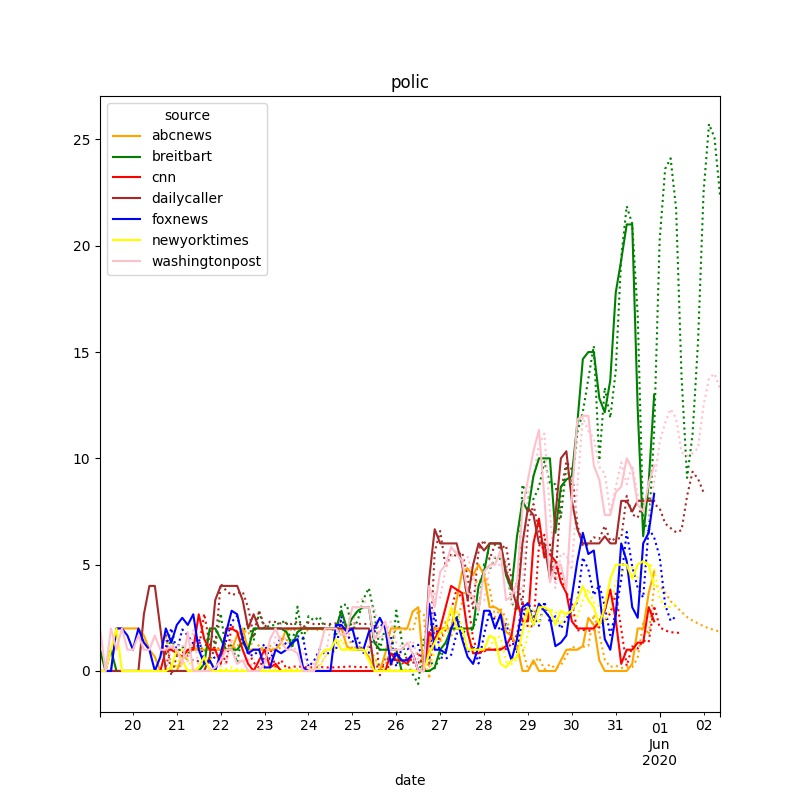 polic
source
abcnews
breitbart
cnn
dailycaller
foxnews
newyorktimes
washingtonpost
25
20
15
10
5
0
20 21 22 23 24 25 26 27 28 29 30 31 01 02
Jun
2020
date